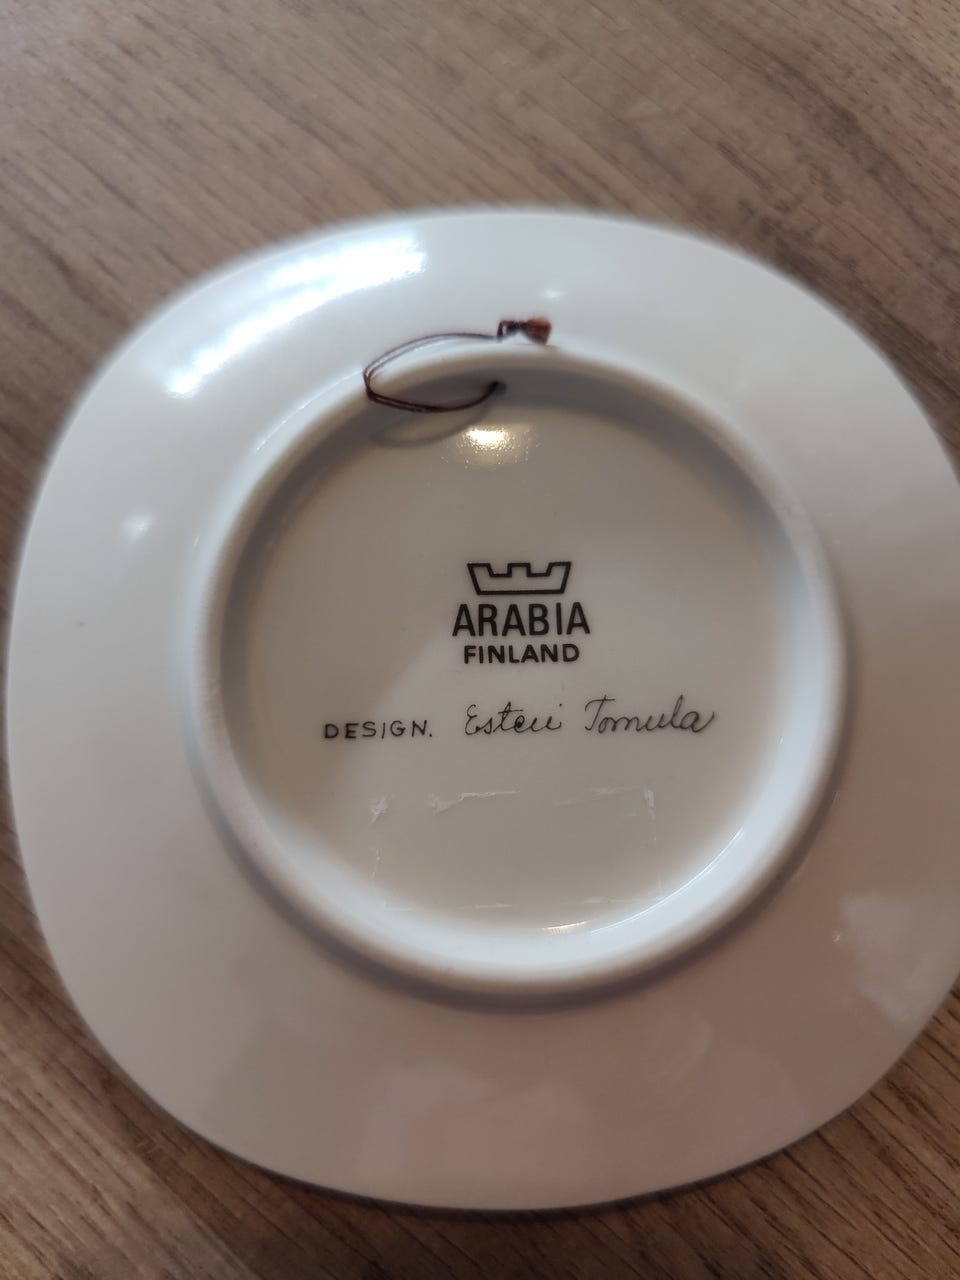 ARABIA
FINLAND
DESIGN. Esteri Tomula